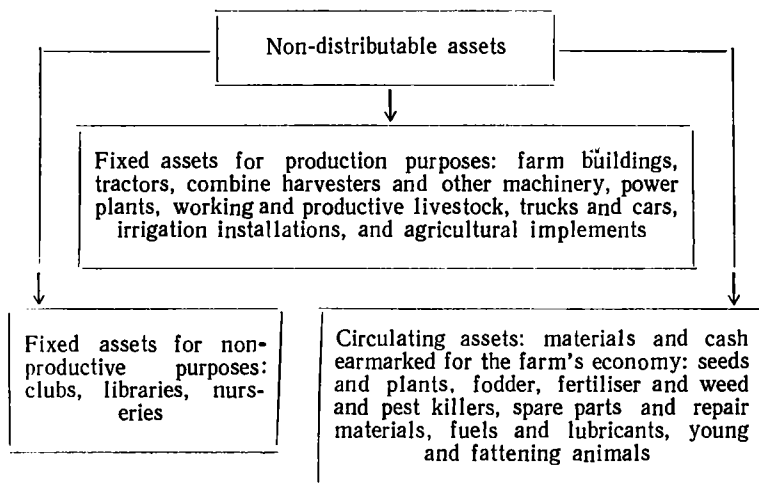 Non-distributable assets
Fixed assets for production purposes: farm buildings,
tractors, combine harvesters and other machinery, power
plants, working and productive livestock, trucks and cars,
irrigation installations, and agricultural implements
Fixed assets for non-
productive purposes:
clubs, libraries, nurs-
eries
Circulating assets: materials and cash
earmarked for the farm's economy: seeds
and plants, fodder, fertiliser and weed
and pest killers, spare parts and repair
materials, fuels and lubricants, young
and fattening animals